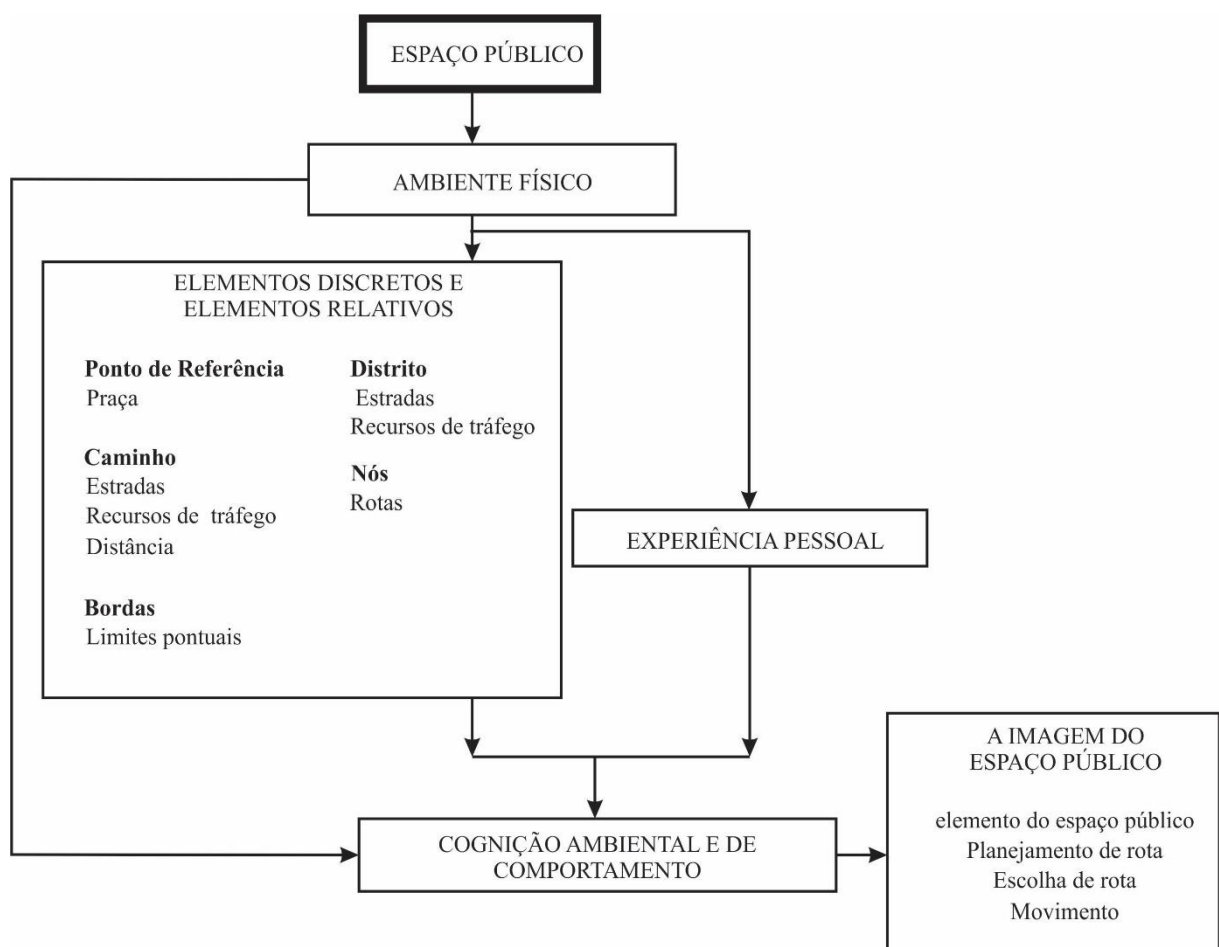 ESPAÇO PÚBLICO
AMBIENTE FÍSICO
ELEMENTOS DISCRETOS E
ELEMENTOS RELATIVOS
Ponto de Referência
Praça
Caminho
Estradas
Recursos de tráfego
Distância
Bordas
Limites pontuais
Distrito
Estradas
Recursos de tráfego
Nós
Rotas
EXPERIÊNCIA PESSOAL
COGNIÇÃO AMBIENTAL E DE
COMPORTAMENTO
A IMAGEM DO
ESPAÇO PÚBLICO
elemento do espaço público
Planejamento de rota
Escolha de rota
Movimento